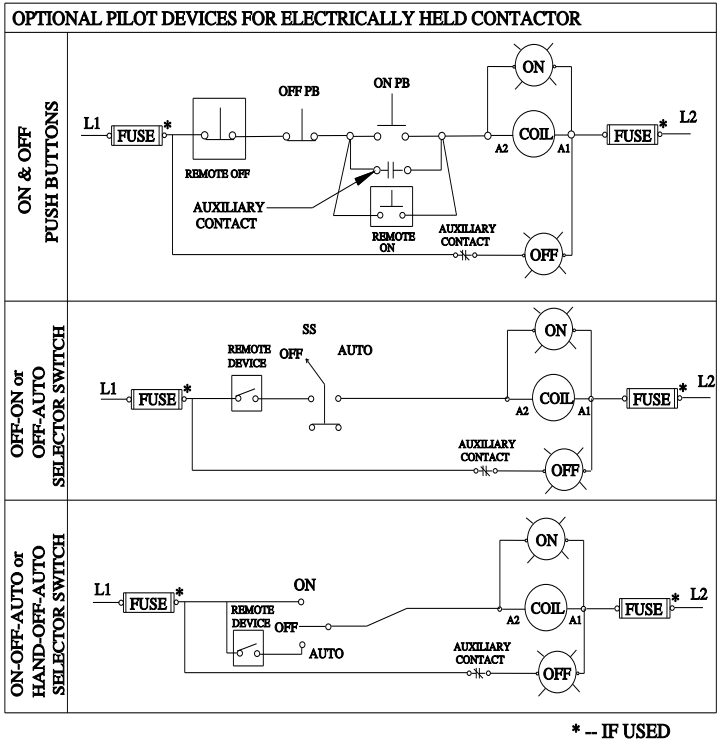 OPTIONAL PILOT DEVICES FOR ELECTRICALLY HELD CONTACTOR
ON & OFF
PUSH BUTTONS
L1
FUSE
*
REMOTE OFF
OFF PB
ON PB
AUXILIARY
CONTACT
REMOTE
ON
ON
COIL
A2
A1
FUSE
*
L2
AUXILIARY
CONTACT
OFF
OFF-ON or
OFF-AUTO
SELECTOR SWITCH
L1
FUSE
*
REMOTE
DEVICE
SS
OFF
AUTO
ON
COIL
A2
A1
FUSE
*
L2
AUXILIARY
CONTACT
OFF
ON-OFF-AUTO or
HAND-OFF-AUTO
SELECTOR SWITCH
L1
FUSE
*
REMOTE
DEVICE
ON
OFF
AUTO
ON
COIL
A2
A1
FUSE
*
L2
AUXILIARY
CONTACT
OFF
* -- IF USED